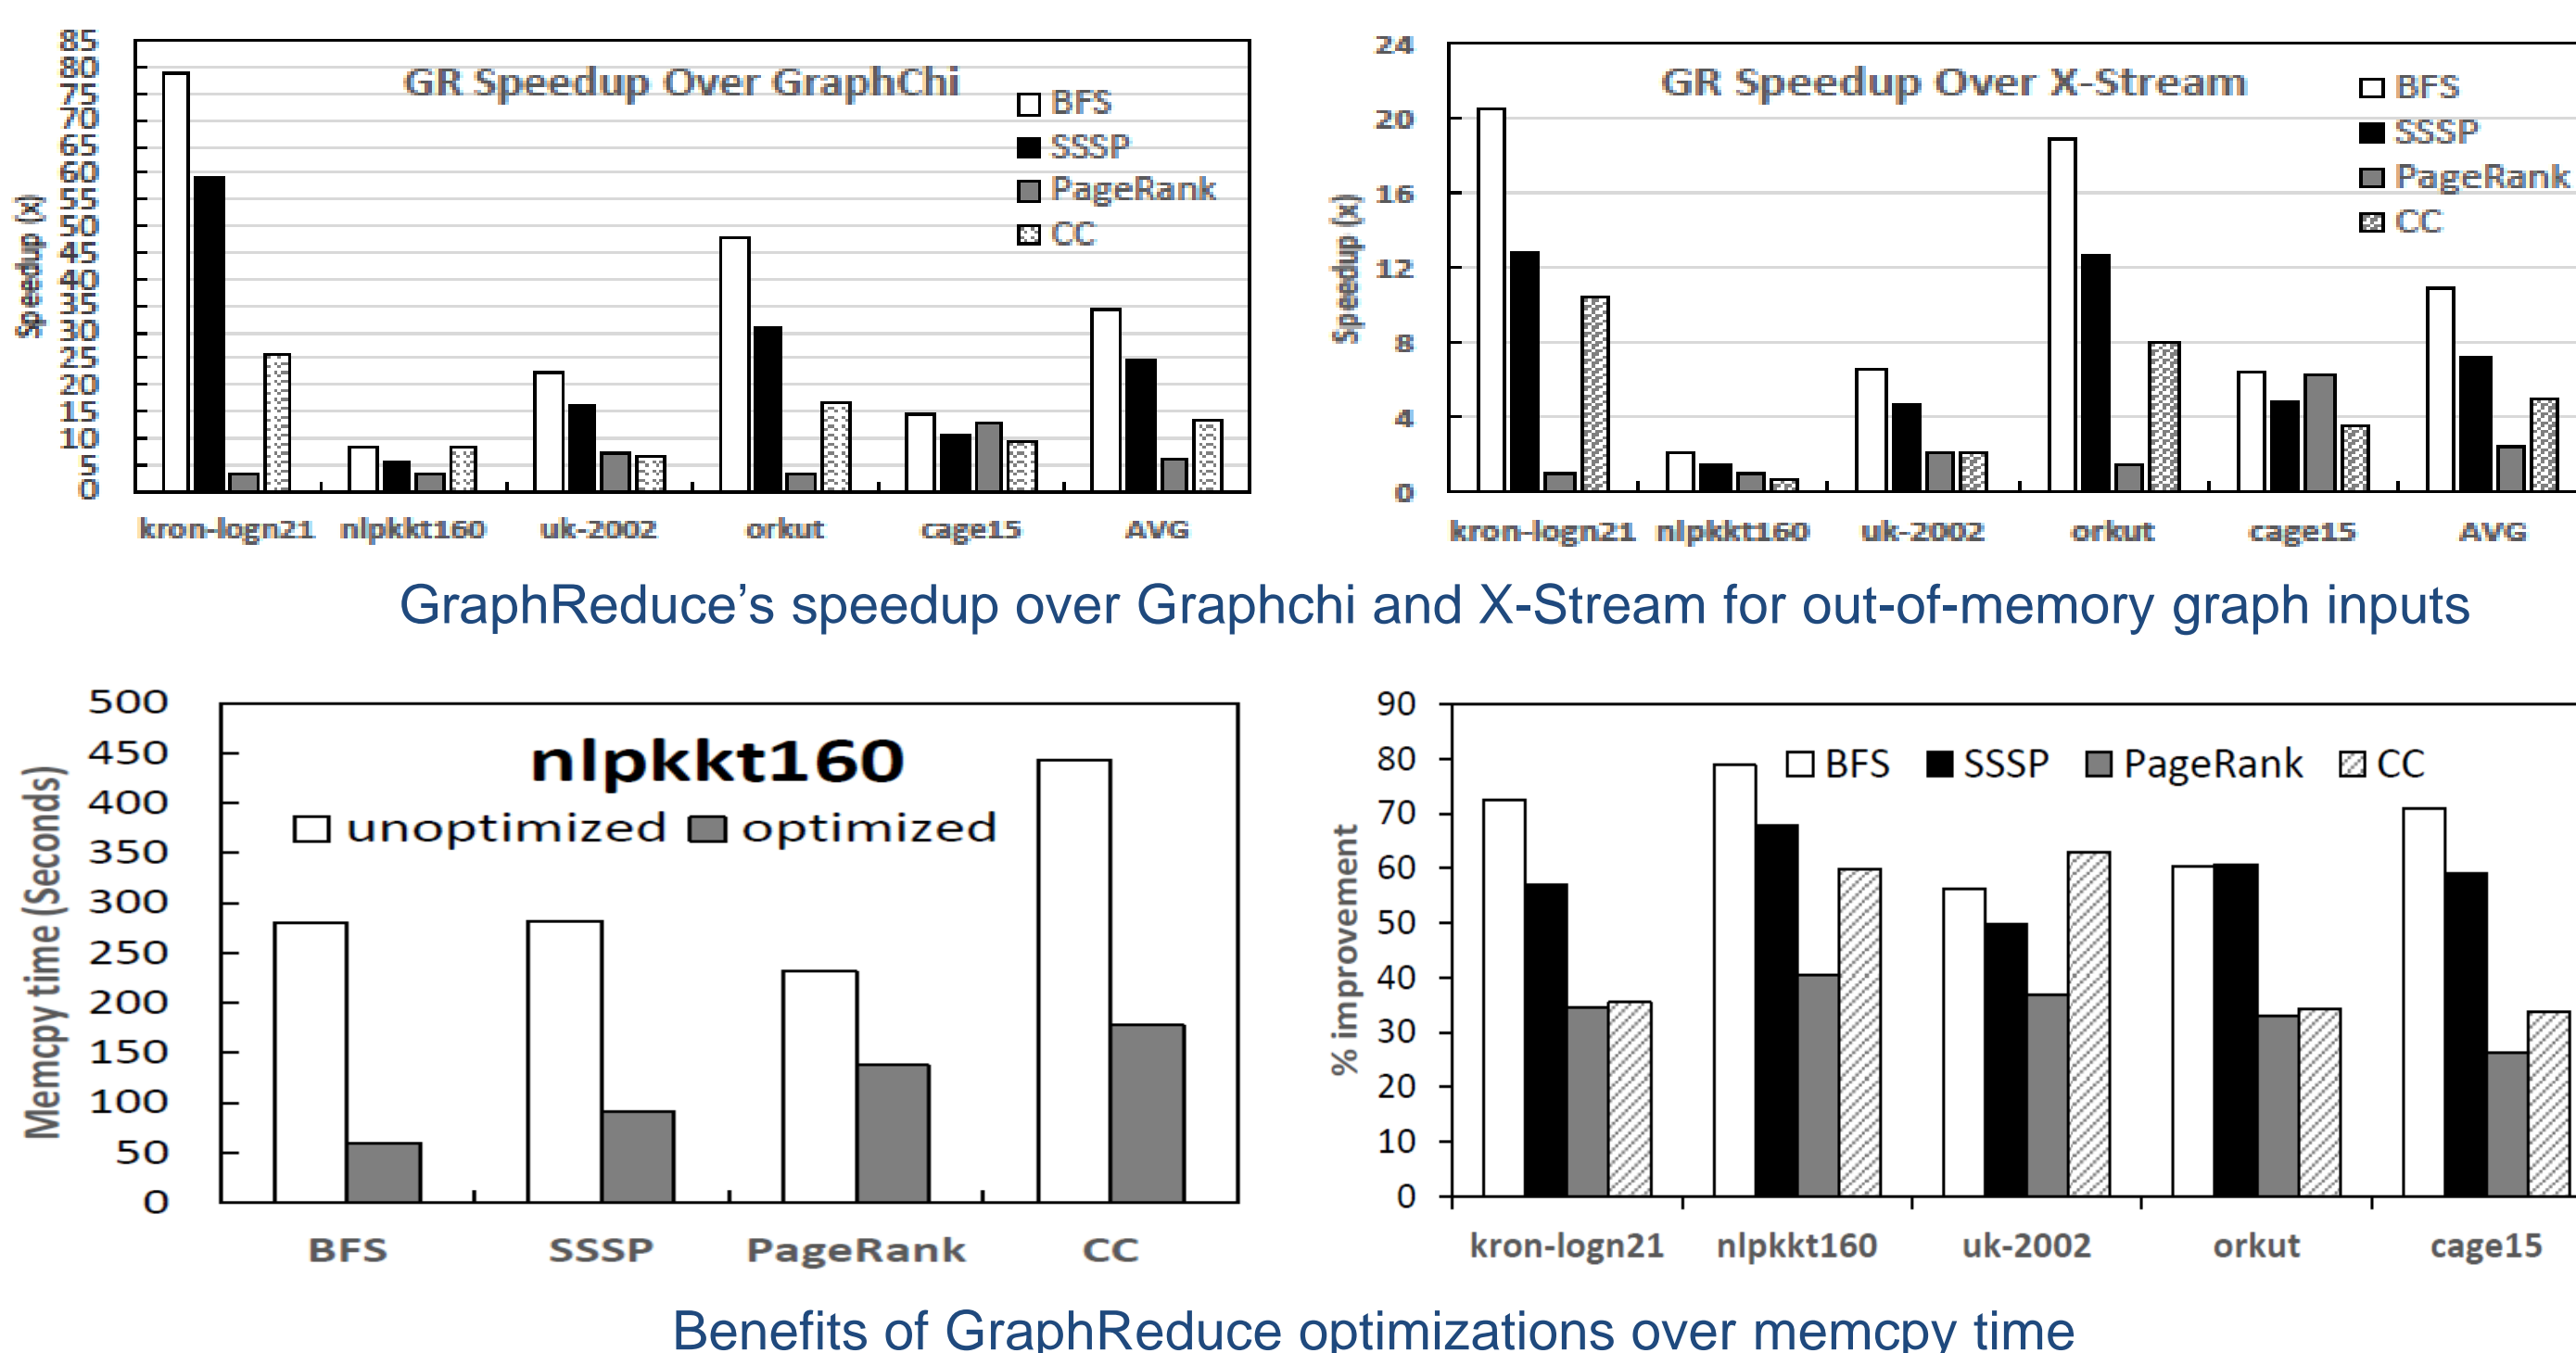 GR Speedup Over GraphChi
Speedup (x)
85
80
75
70
65
60
55
50
45
40
35
30
25
20
15
10
5
0
BFS
SSSP
PageRank
CC
kron-logn21 nlpkkt160 uk-2002 orkut cage15 AVG
GR Speedup Over X-Stream
Speedup (x)
24
20
16
12
8
4
0
BFS
SSSP
PageRank
CC
kron-logn21 nlpkkt160 uk-2002 orkut cage15 AVG
GraphReduce’s speedup over Graphchi and X-Stream for out-of-memory graph inputs
nlpkkt160
unoptimized optimized
Memcpy time (Seconds)
500
450
400
350
300
250
200
150
100
50
0
BFS SSSP PageRank CC
% improvement
90
80
70
60
50
40
30
20
10
0
BFS SSSP PageRank CC
kron-logn21 nlpkkt160 uk-2002 orkut cage15
Benefits of GraphReduce optimizations over memcpy time